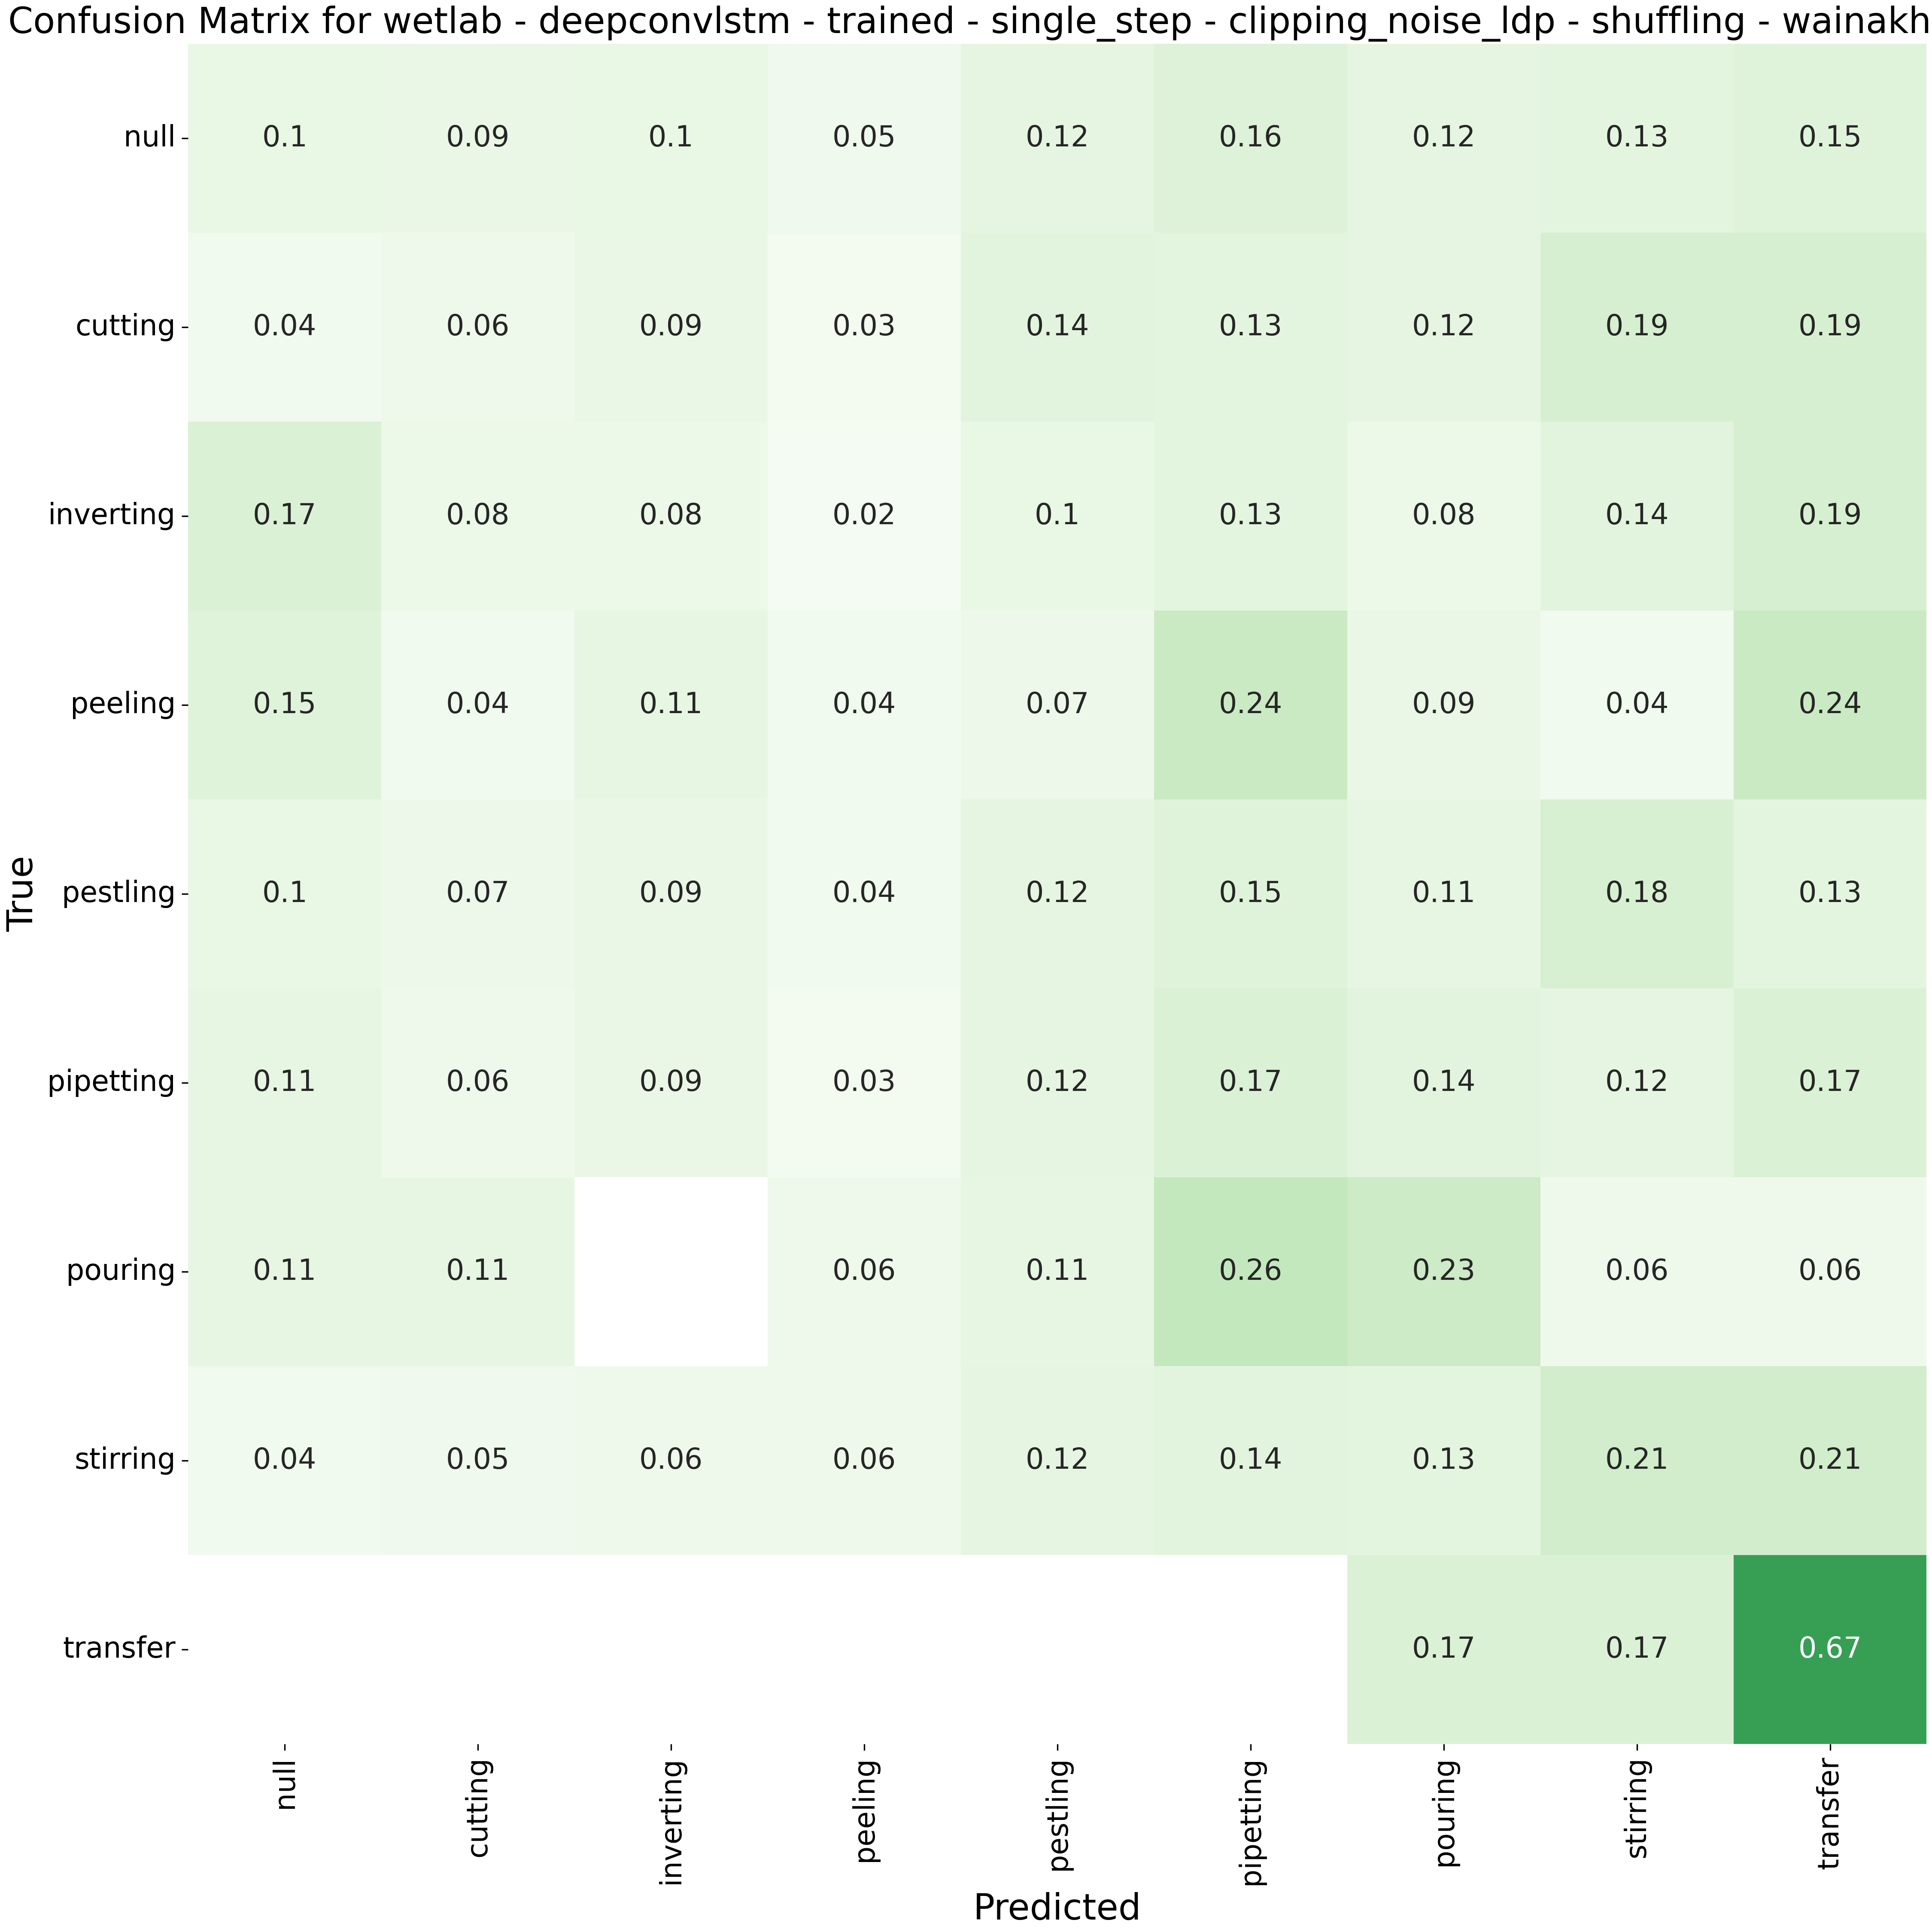 Confusion Matrix for wetlab - deepconvlstm - trained - single_step - clipping_noise_ldp - shuffling - wainakh
null 0.1 0.09 0.1 0.05 0.12 0.16 0.12 0.13 0.15
cutting 0.04 0.06 0.09 0.03 0.14 0.13 0.12 0.19 0.19
inverting 0.17 0.08 0.08 0.02 0.1 0.13 0.08 0.14 0.19
peeling 0.15 0.04 0.11 0.04 0.07 0.24 0.09 0.04 0.24
pestling 0.1 0.07 0.09 0.04 0.12 0.15 0.11 0.18 0.13
pipetting 0.11 0.06 0.09 0.03 0.12 0.17 0.14 0.12 0.17
pouring 0.11 0.11 0.06 0.11 0.26 0.23 0.06 0.06
stirring 0.04 0.05 0.06 0.06 0.12 0.14 0.13 0.21 0.21
transfer 0.17 0.17 0.67
True
null cutting inverting peeling pestling pipetting pouring stirring transfer
Predicted